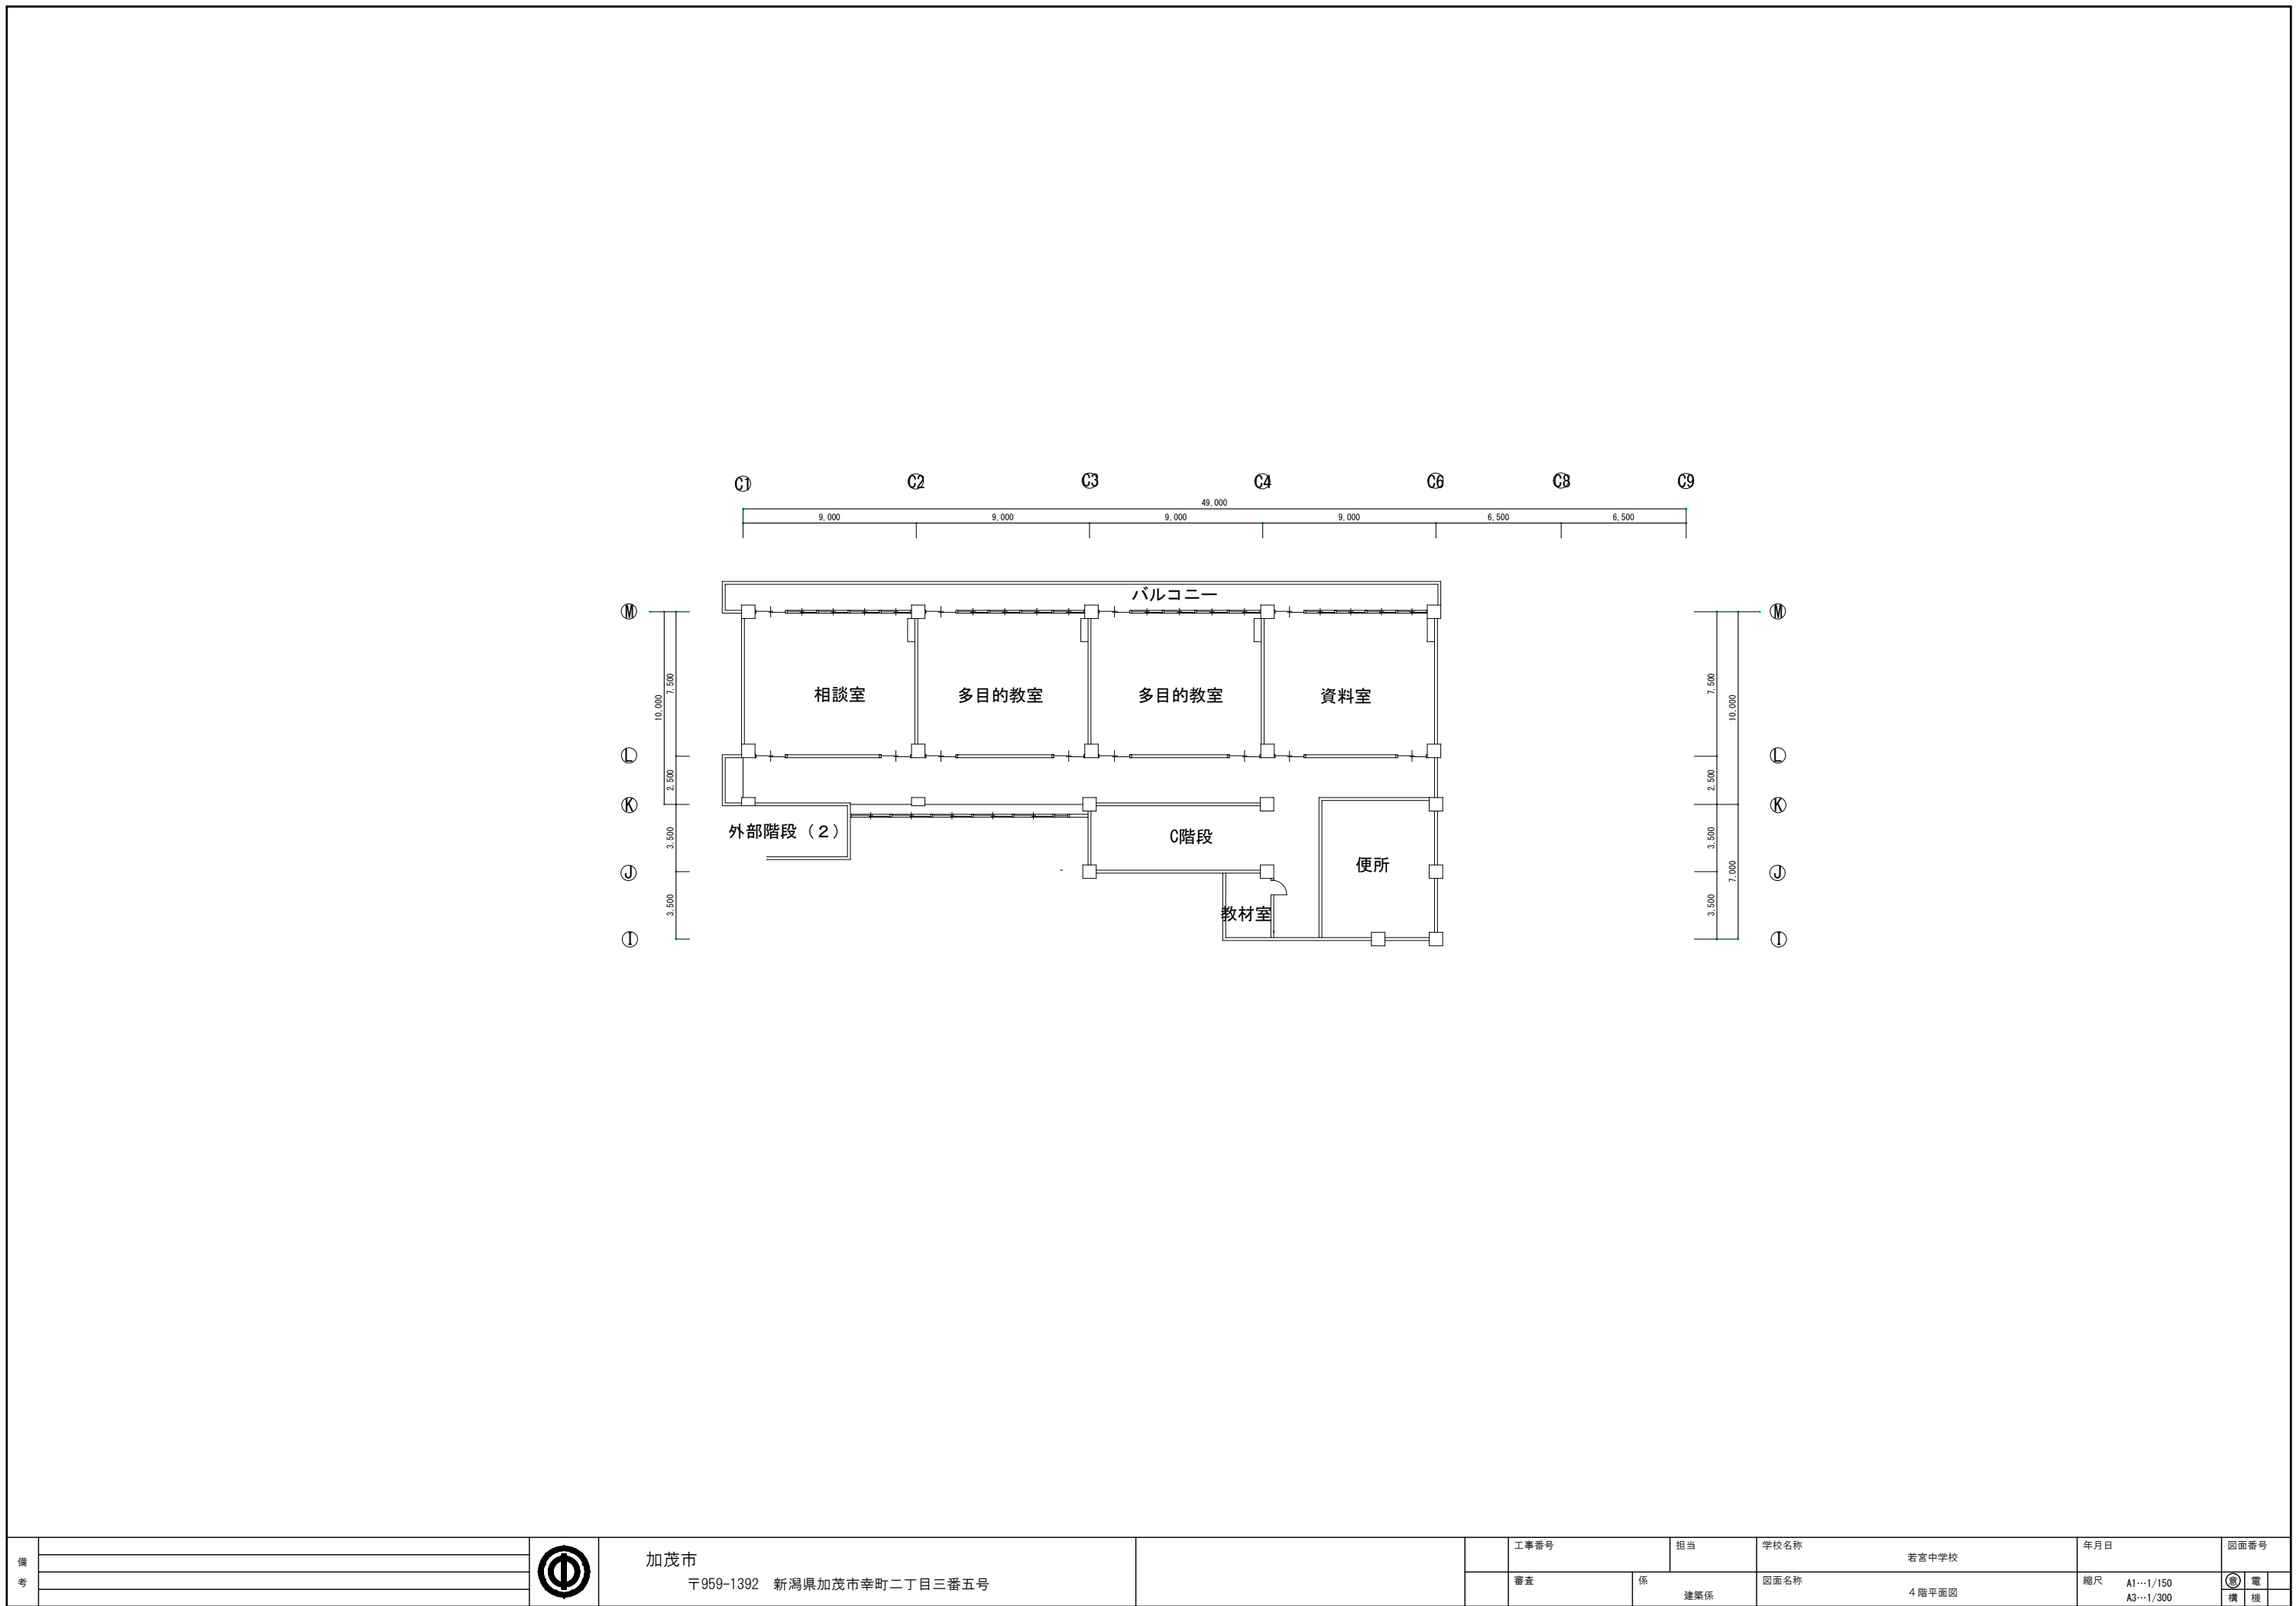 C1 C2 C3 C4 C6 C8 C9
49,000
9,000 9,000 9,000 9,000 6,500 6,500
バルコニー
M M
7,500 10,000 7,500 10,000
相談室 多目的教室 多目的教室 資料室
L L
2,500 2,500
K K
外部階段（２） C階段
3,500 3,500
便所
J J
7,000
3,500 3,500
教材室
I I
備考
加茂市
〒959-1392 新潟県加茂市幸町二丁目三番五号
工事番号 担当 学校名称 若宮中学校 年月日 図面番号
審査 係 建築係 図面名称 ４階平面図 縮尺 A1…1/150 意 電
A3…1/300 構 機